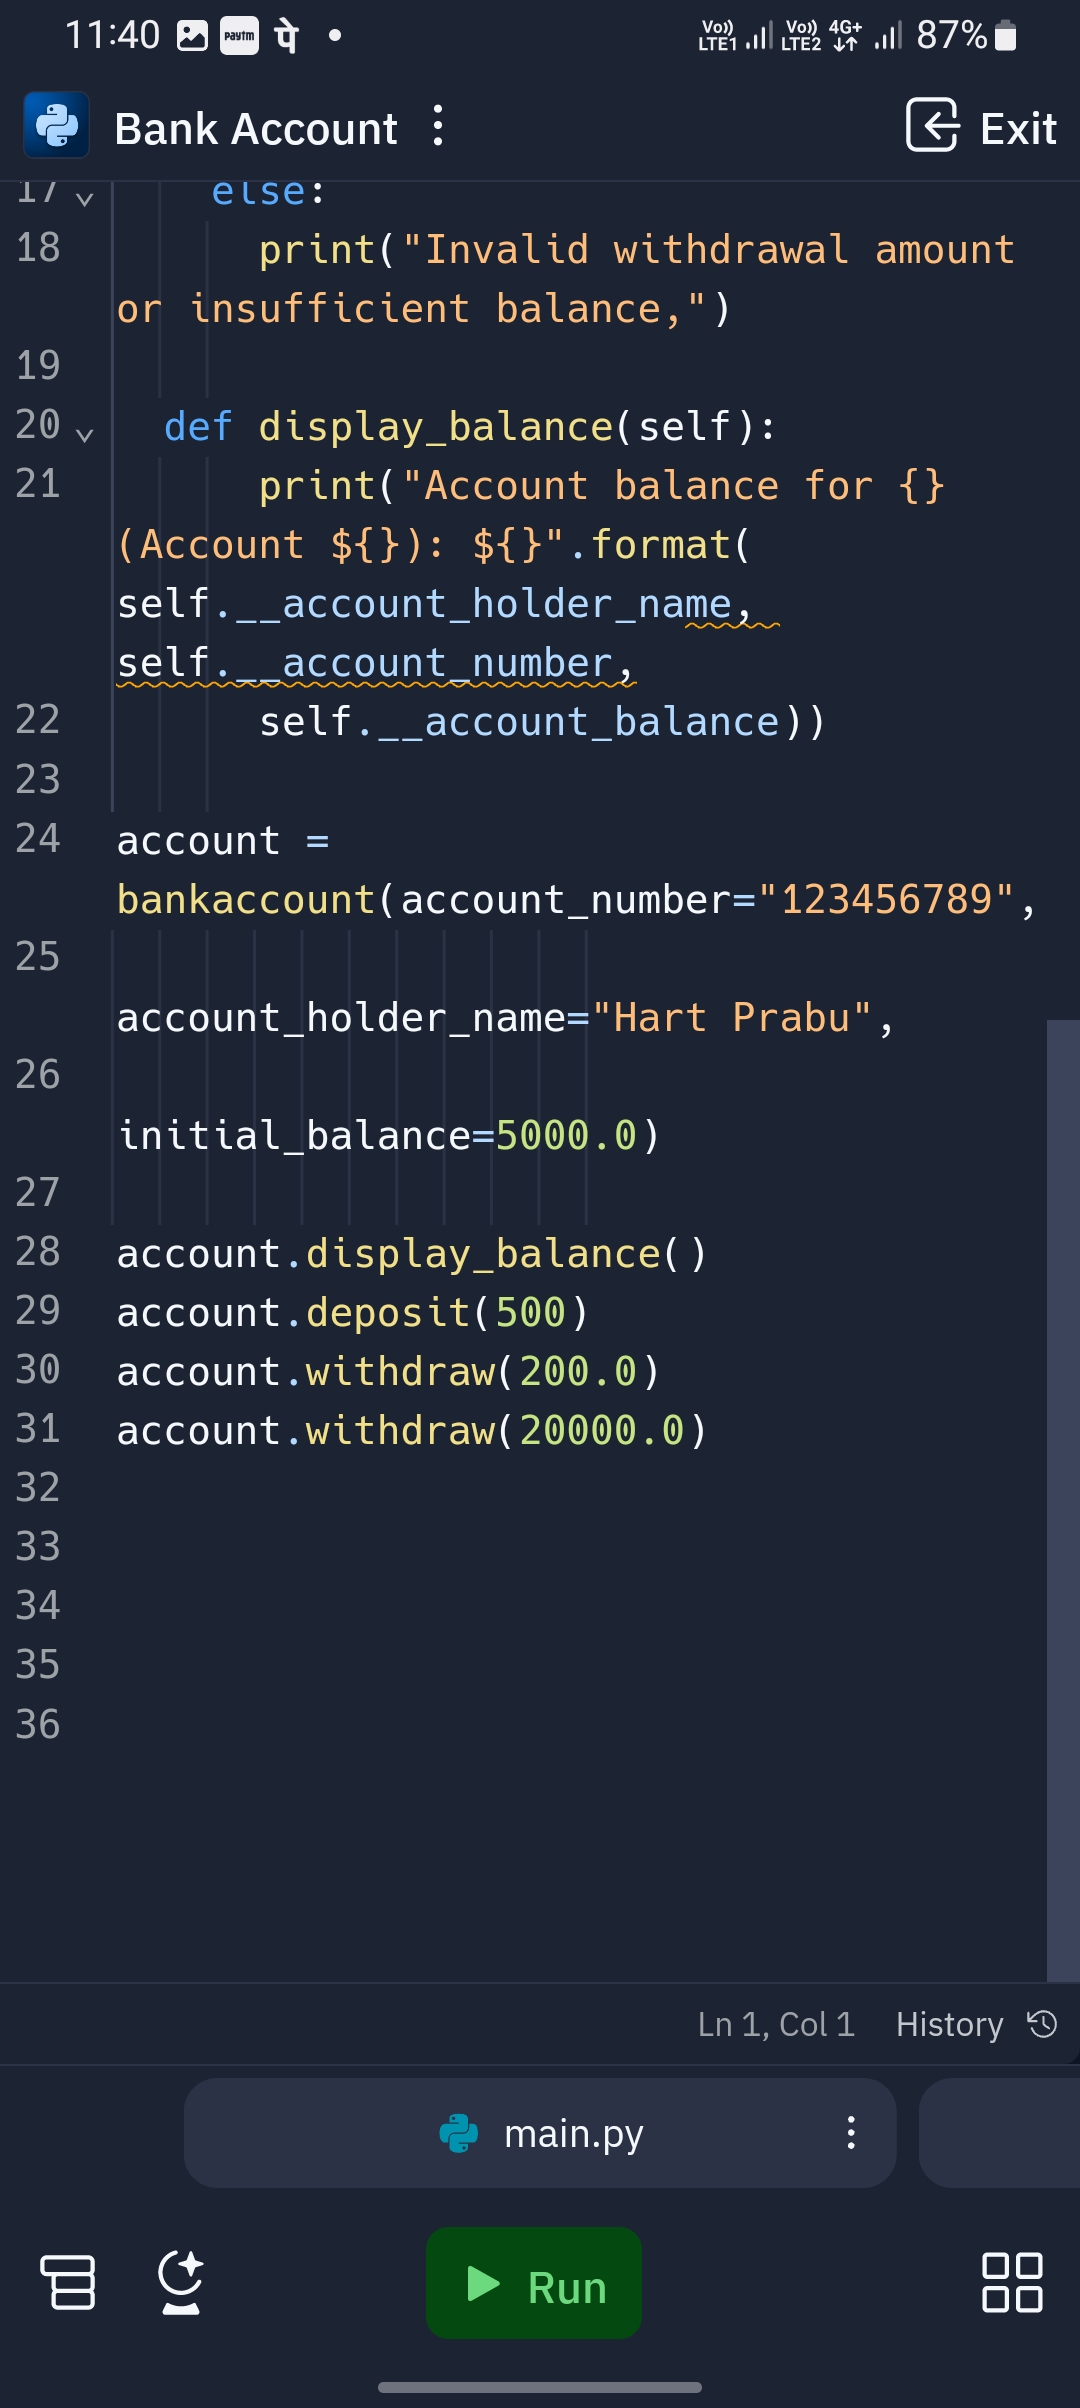 11:40 Paytm पे Vo)) LTE1 Vo)) LTE2 4G+ 87%
Bank Account Exit
17 else:
18 print("Invalid withdrawal amount
or insufficient balance,")
19
20 def display_balance(self):
21 print("Account balance for {}
(Account ${}): ${}".format(
self.__account_holder_name,
self.__account_number,
22 self.__account_balance))
23
24 account =
bankaccount(account_number="123456789",
25
account_holder_name="Hart Prabu",
26
initial_balance=5000.0)
27
28 account.display_balance()
29 account.deposit(500)
30 account.withdraw(200.0)
31 account.withdraw(20000.0)
32
33
34
35
36
Ln 1, Col 1 History
main.py
Run